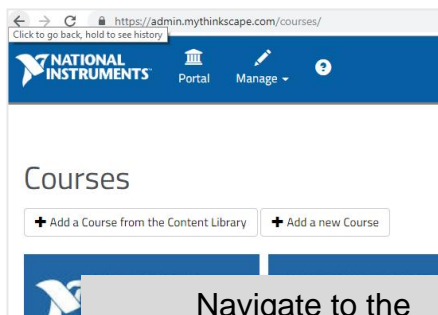 https://admin.mythinkscape.com/courses/
Click to go back, hold to see history
NATIONAL
INSTRUMENTS
Portal
Manage
?
Courses
+ Add a Course from the Content Library
+ Add a new Course
Navigate to the